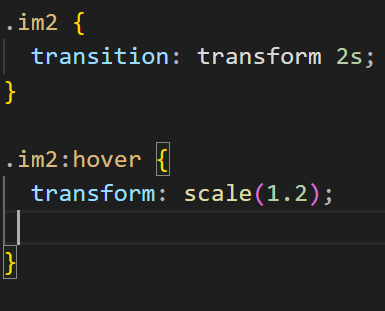 .im2 {
  transition: transform 2s;
}

.im2:hover {
  transform: scale(1.2);

}